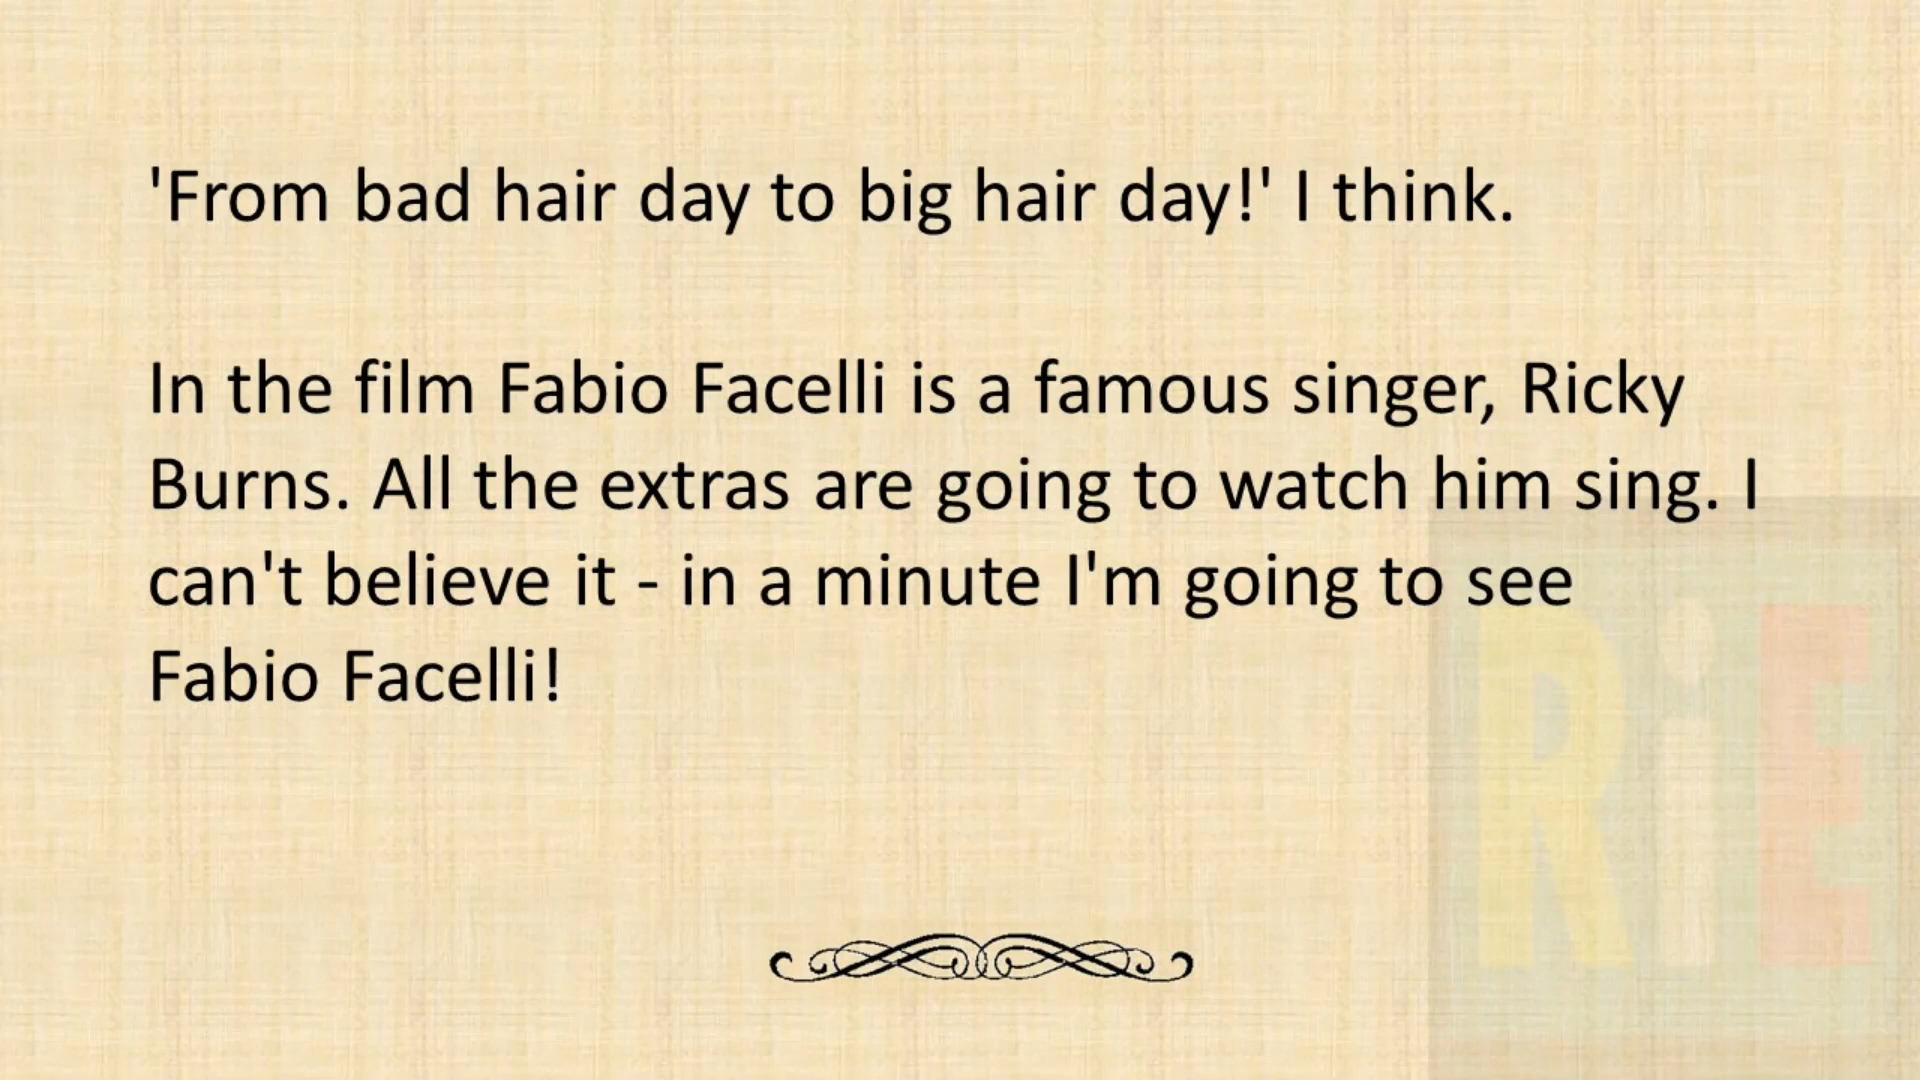 'From bad hair day to big hair day!' I think.
In the film Fabio Facelli is a famous singer, Ricky
Burns. All the extras are going to watch him sing. I
can't believe it - in a minute I'm going to see
Fabio Facelli!
RiE